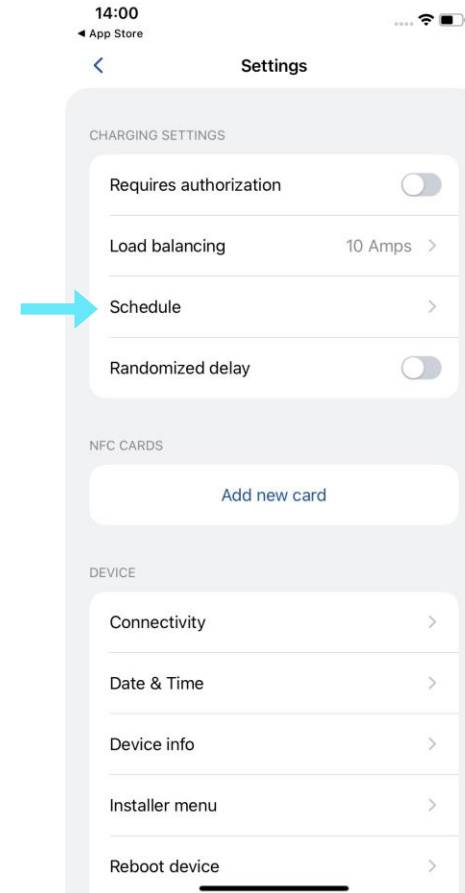 14:00
◀ App Store
Settings
CHARGING SETTINGS
Requires authorization
Load balancing 10 Amps
Schedule
Randomized delay
NFC CARDS
Add new card
DEVICE
Connectivity
Date & Time
Device info
Installer menu
Reboot device